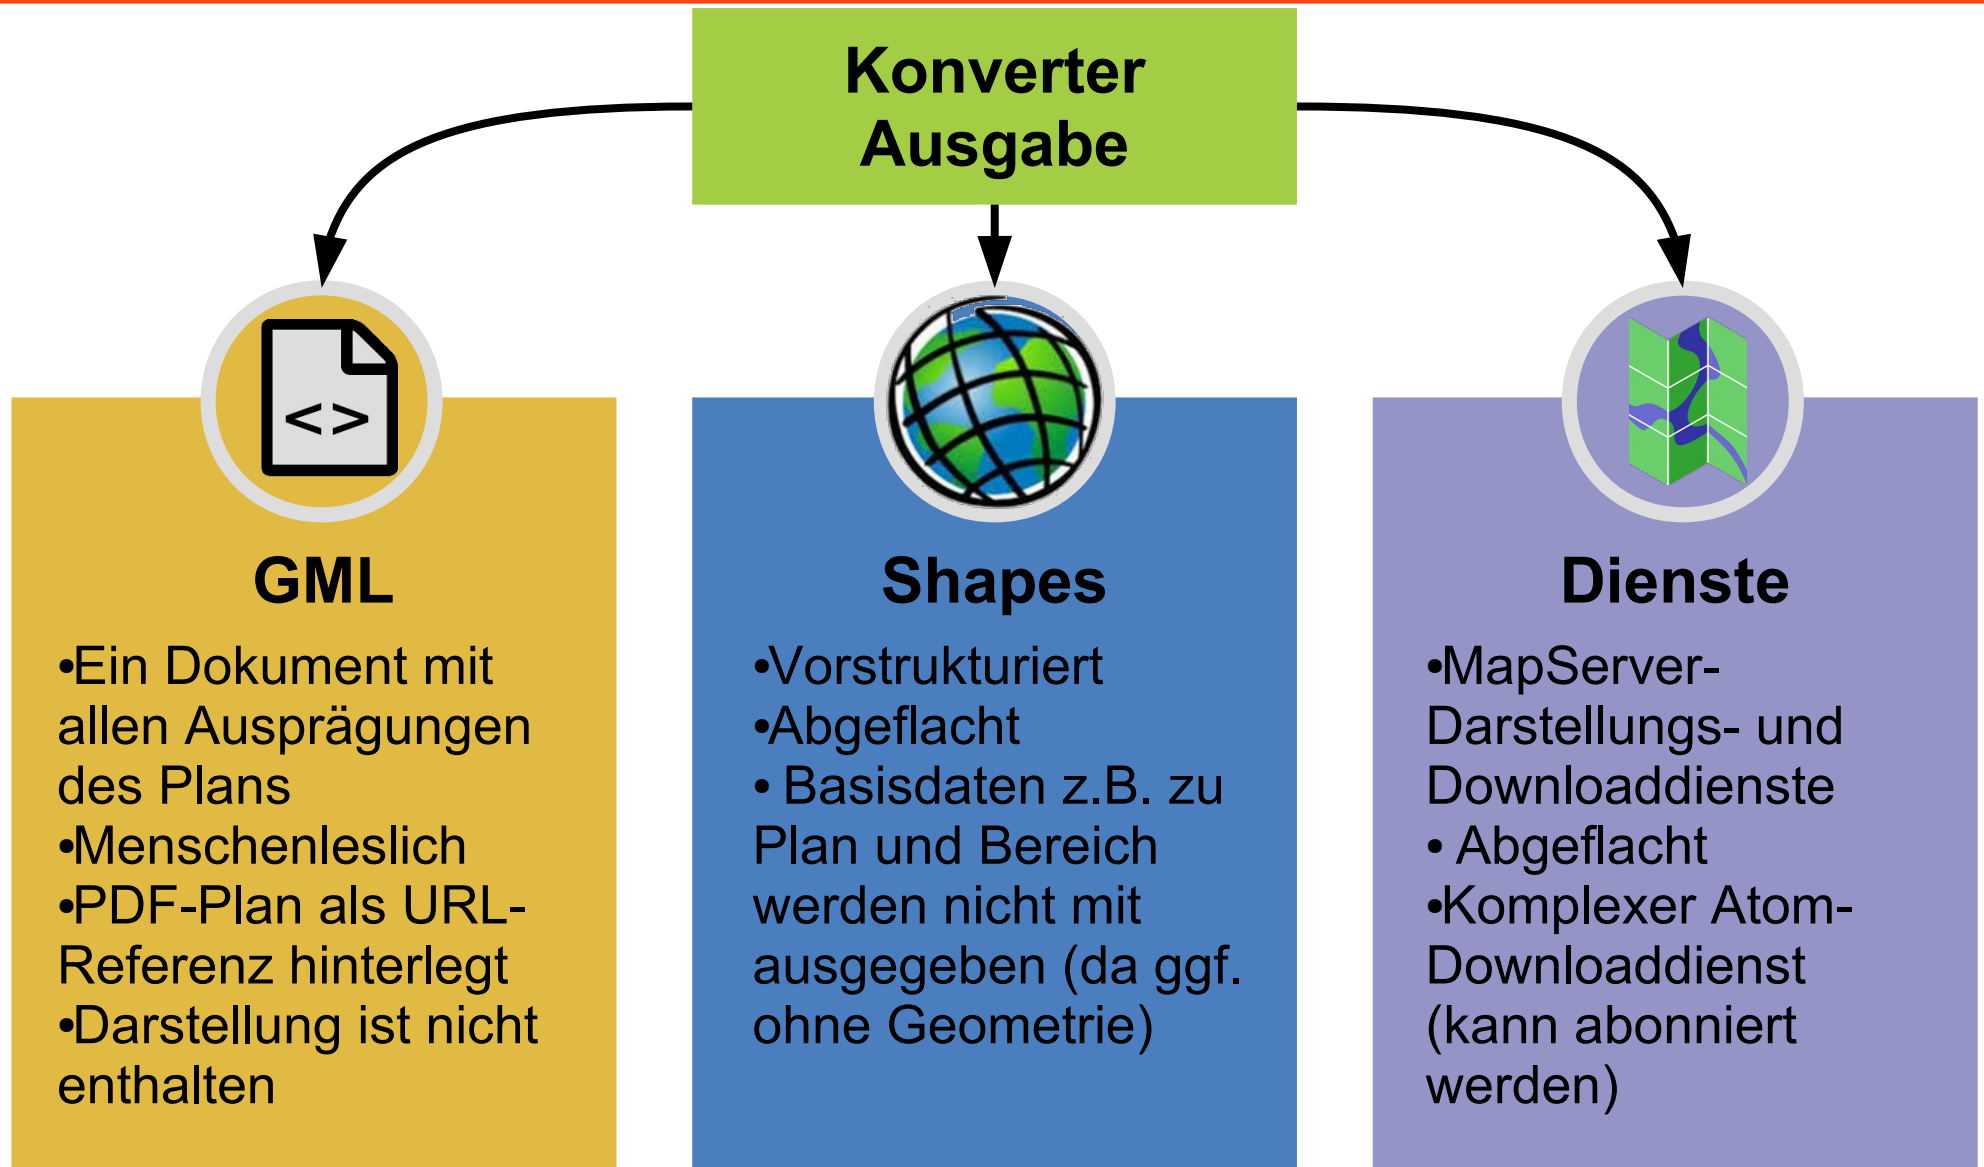 Konverter
Ausgabe
<>
GML
•Ein Dokument mit
allen Ausprägungen
des Plans
•Menschenleslich
•PDF-Plan als URL-
Referenz hinterlegt
•Darstellung ist nicht
enthalten
Shapes
•Vorstrukturiert
•Abgeflacht
• Basisdaten z.B. zu
Plan und Bereich
werden nicht mit
ausgegeben (da ggf.
ohne Geometrie)
Dienste
•MapServer-
Darstellungs- und
Downloaddienste
• Abgeflacht
•Komplexer Atom-
Downloaddienst
(kann abonniert
werden)